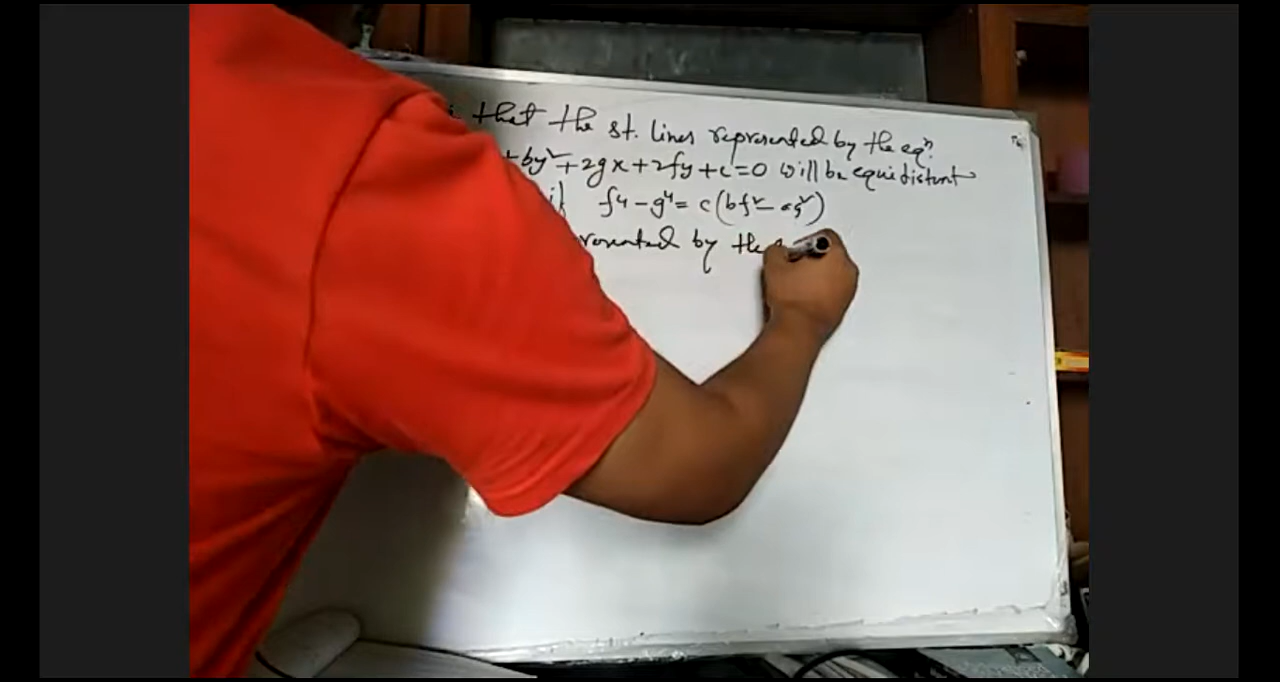 that the st. lines represented by the eqⁿ.
by² + 2gx + 2fy + c = 0 will be equidistant
if f⁴ - g⁴ = c(bf² - ag²)
by the